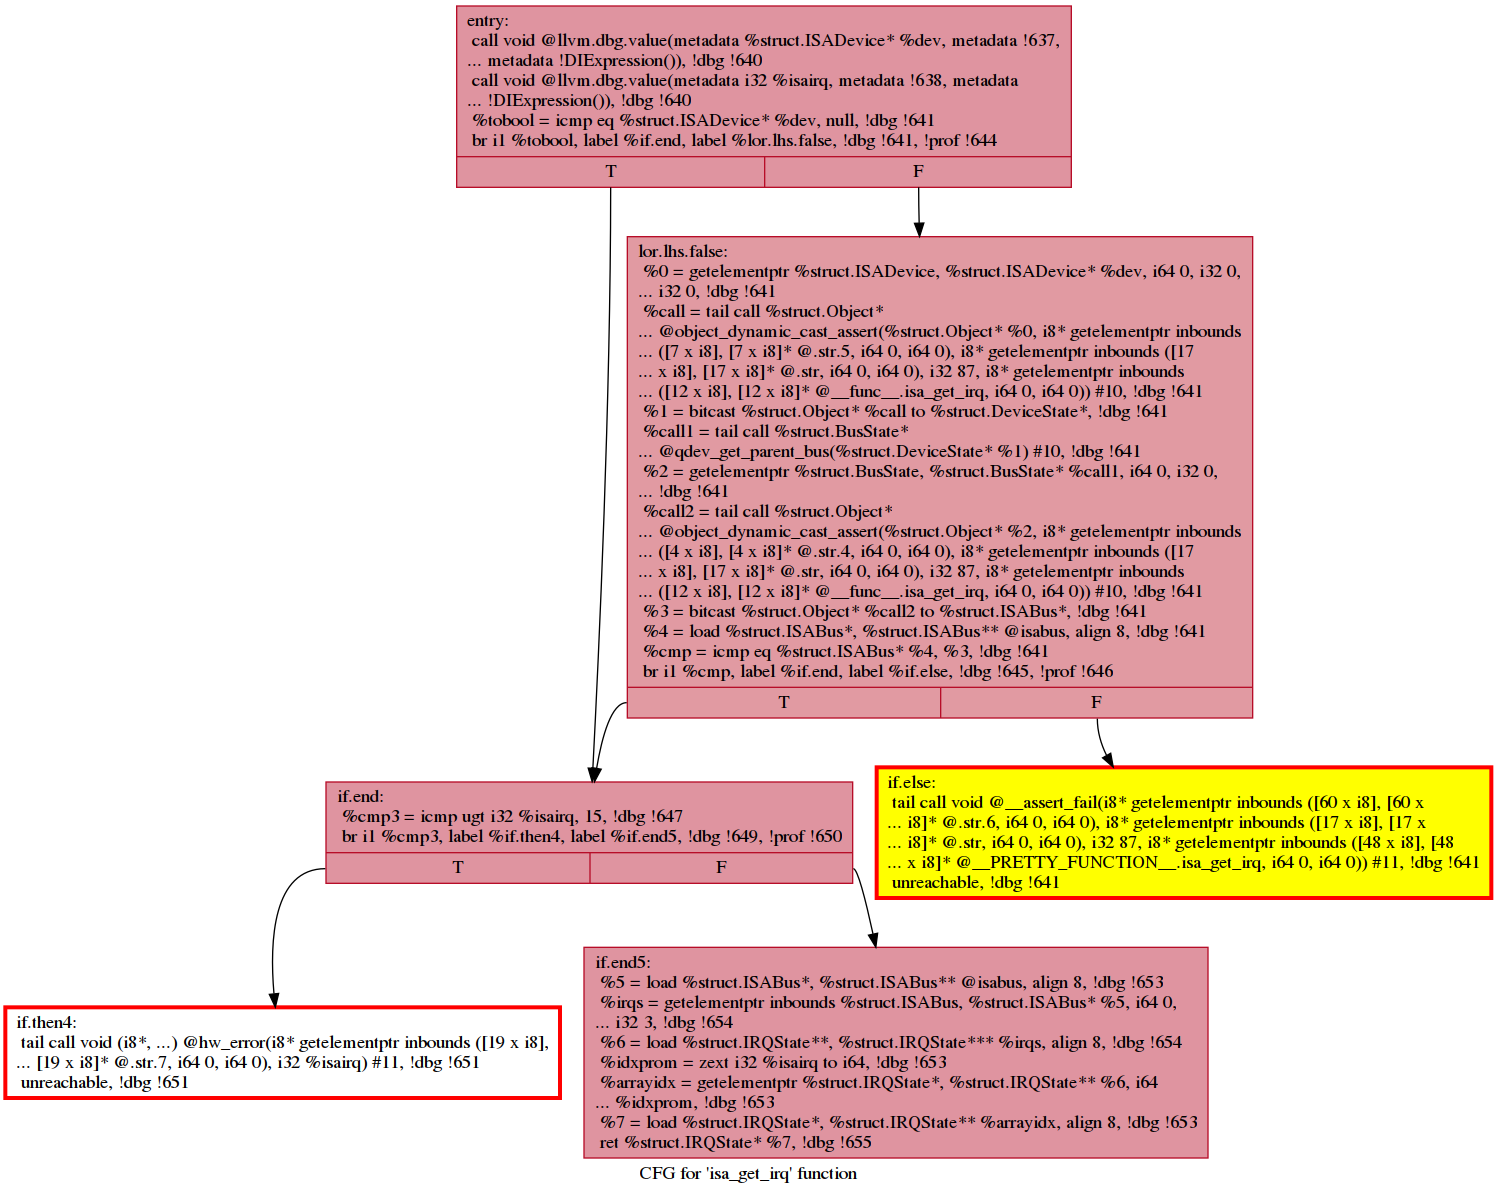 entry:
call void @llvm.dbg.value(metadata %struct.ISADevice* %dev, metadata !637,
... metadata !DIExpression()), !dbg !640
call void @llvm.dbg.value(metadata i32 %isairq, metadata !638, metadata
... !DIExpression()), !dbg !640
%tobool = icmp eq %struct.ISADevice* %dev, null, !dbg !641
br i1 %tobool, label %if.end, label %lor.lhs.false, !dbg !641, !prof !644
T F
lor.lhs.false:
%0 = getelementptr %struct.ISADevice, %struct.ISADevice* %dev, i64 0, i32 0,
... i32 0, !dbg !641
%call = tail call %struct.Object*
... @object_dynamic_cast_assert(%struct.Object* %0, i8* getelementptr inbounds
... ([7 x i8], [7 x i8]* @.str.5, i64 0, i64 0), i8* getelementptr inbounds ([17
... x i8], [17 x i8]* @.str, i64 0, i64 0), i32 87, i8* getelementptr inbounds
... ([12 x i8], [12 x i8]* @__func__.isa_get_irq, i64 0, i64 0)) #10, !dbg !641
%1 = bitcast %struct.Object* %call to %struct.DeviceState*, !dbg !641
%call1 = tail call %struct.BusState*
... @qdev_get_parent_bus(%struct.DeviceState* %1) #10, !dbg !641
%2 = getelementptr %struct.BusState, %struct.BusState* %call1, i64 0, i32 0,
... !dbg !641
%call2 = tail call %struct.Object*
... @object_dynamic_cast_assert(%struct.Object* %2, i8* getelementptr inbounds
... ([4 x i8], [4 x i8]* @.str.4, i64 0, i64 0), i8* getelementptr inbounds ([17
... x i8], [17 x i8]* @.str, i64 0, i64 0), i32 87, i8* getelementptr inbounds
... ([12 x i8], [12 x i8]* @__func__.isa_get_irq, i64 0, i64 0)) #10, !dbg !641
%3 = bitcast %struct.Object* %call2 to %struct.ISABus*, !dbg !641
%4 = load %struct.ISABus*, %struct.ISABus** @isabus, align 8, !dbg !641
%cmp = icmp eq %struct.ISABus* %4, %3, !dbg !641
br i1 %cmp, label %if.end, label %if.else, !dbg !645, !prof !646
T F
if.end:
%cmp3 = icmp ugt i32 %isairq, 15, !dbg !647
br i1 %cmp3, label %if.then4, label %if.end5, !dbg !649, !prof !650
T F
if.else:
tail call void @__assert_fail(i8* getelementptr inbounds ([60 x i8], [60 x
... i8]* @.str.6, i64 0, i64 0), i8* getelementptr inbounds ([17 x i8], [17 x
... i8]* @.str, i64 0, i64 0), i32 87, i8* getelementptr inbounds ([48 x i8], [48
... x i8]* @__PRETTY_FUNCTION__.isa_get_irq, i64 0, i64 0)) #11, !dbg !641
unreachable, !dbg !641
if.then4:
tail call void (i8*, ...) @hw_error(i8* getelementptr inbounds ([19 x i8],
... [19 x i8]* @.str.7, i64 0, i64 0), i32 %isairq) #11, !dbg !651
unreachable, !dbg !651
if.end5:
%5 = load %struct.ISABus*, %struct.ISABus** @isabus, align 8, !dbg !653
%irqs = getelementptr inbounds %struct.ISABus, %struct.ISABus* %5, i64 0,
... i32 3, !dbg !654
%6 = load %struct.IRQState**, %struct.IRQState*** %irqs, align 8, !dbg !654
%idxprom = zext i32 %isairq to i64, !dbg !653
%arrayidx = getelementptr %struct.IRQState*, %struct.IRQState** %6, i64
... %idxprom, !dbg !653
%7 = load %struct.IRQState*, %struct.IRQState** %arrayidx, align 8, !dbg !653
ret %struct.IRQState* %7, !dbg !655
CFG for 'isa_get_irq' function